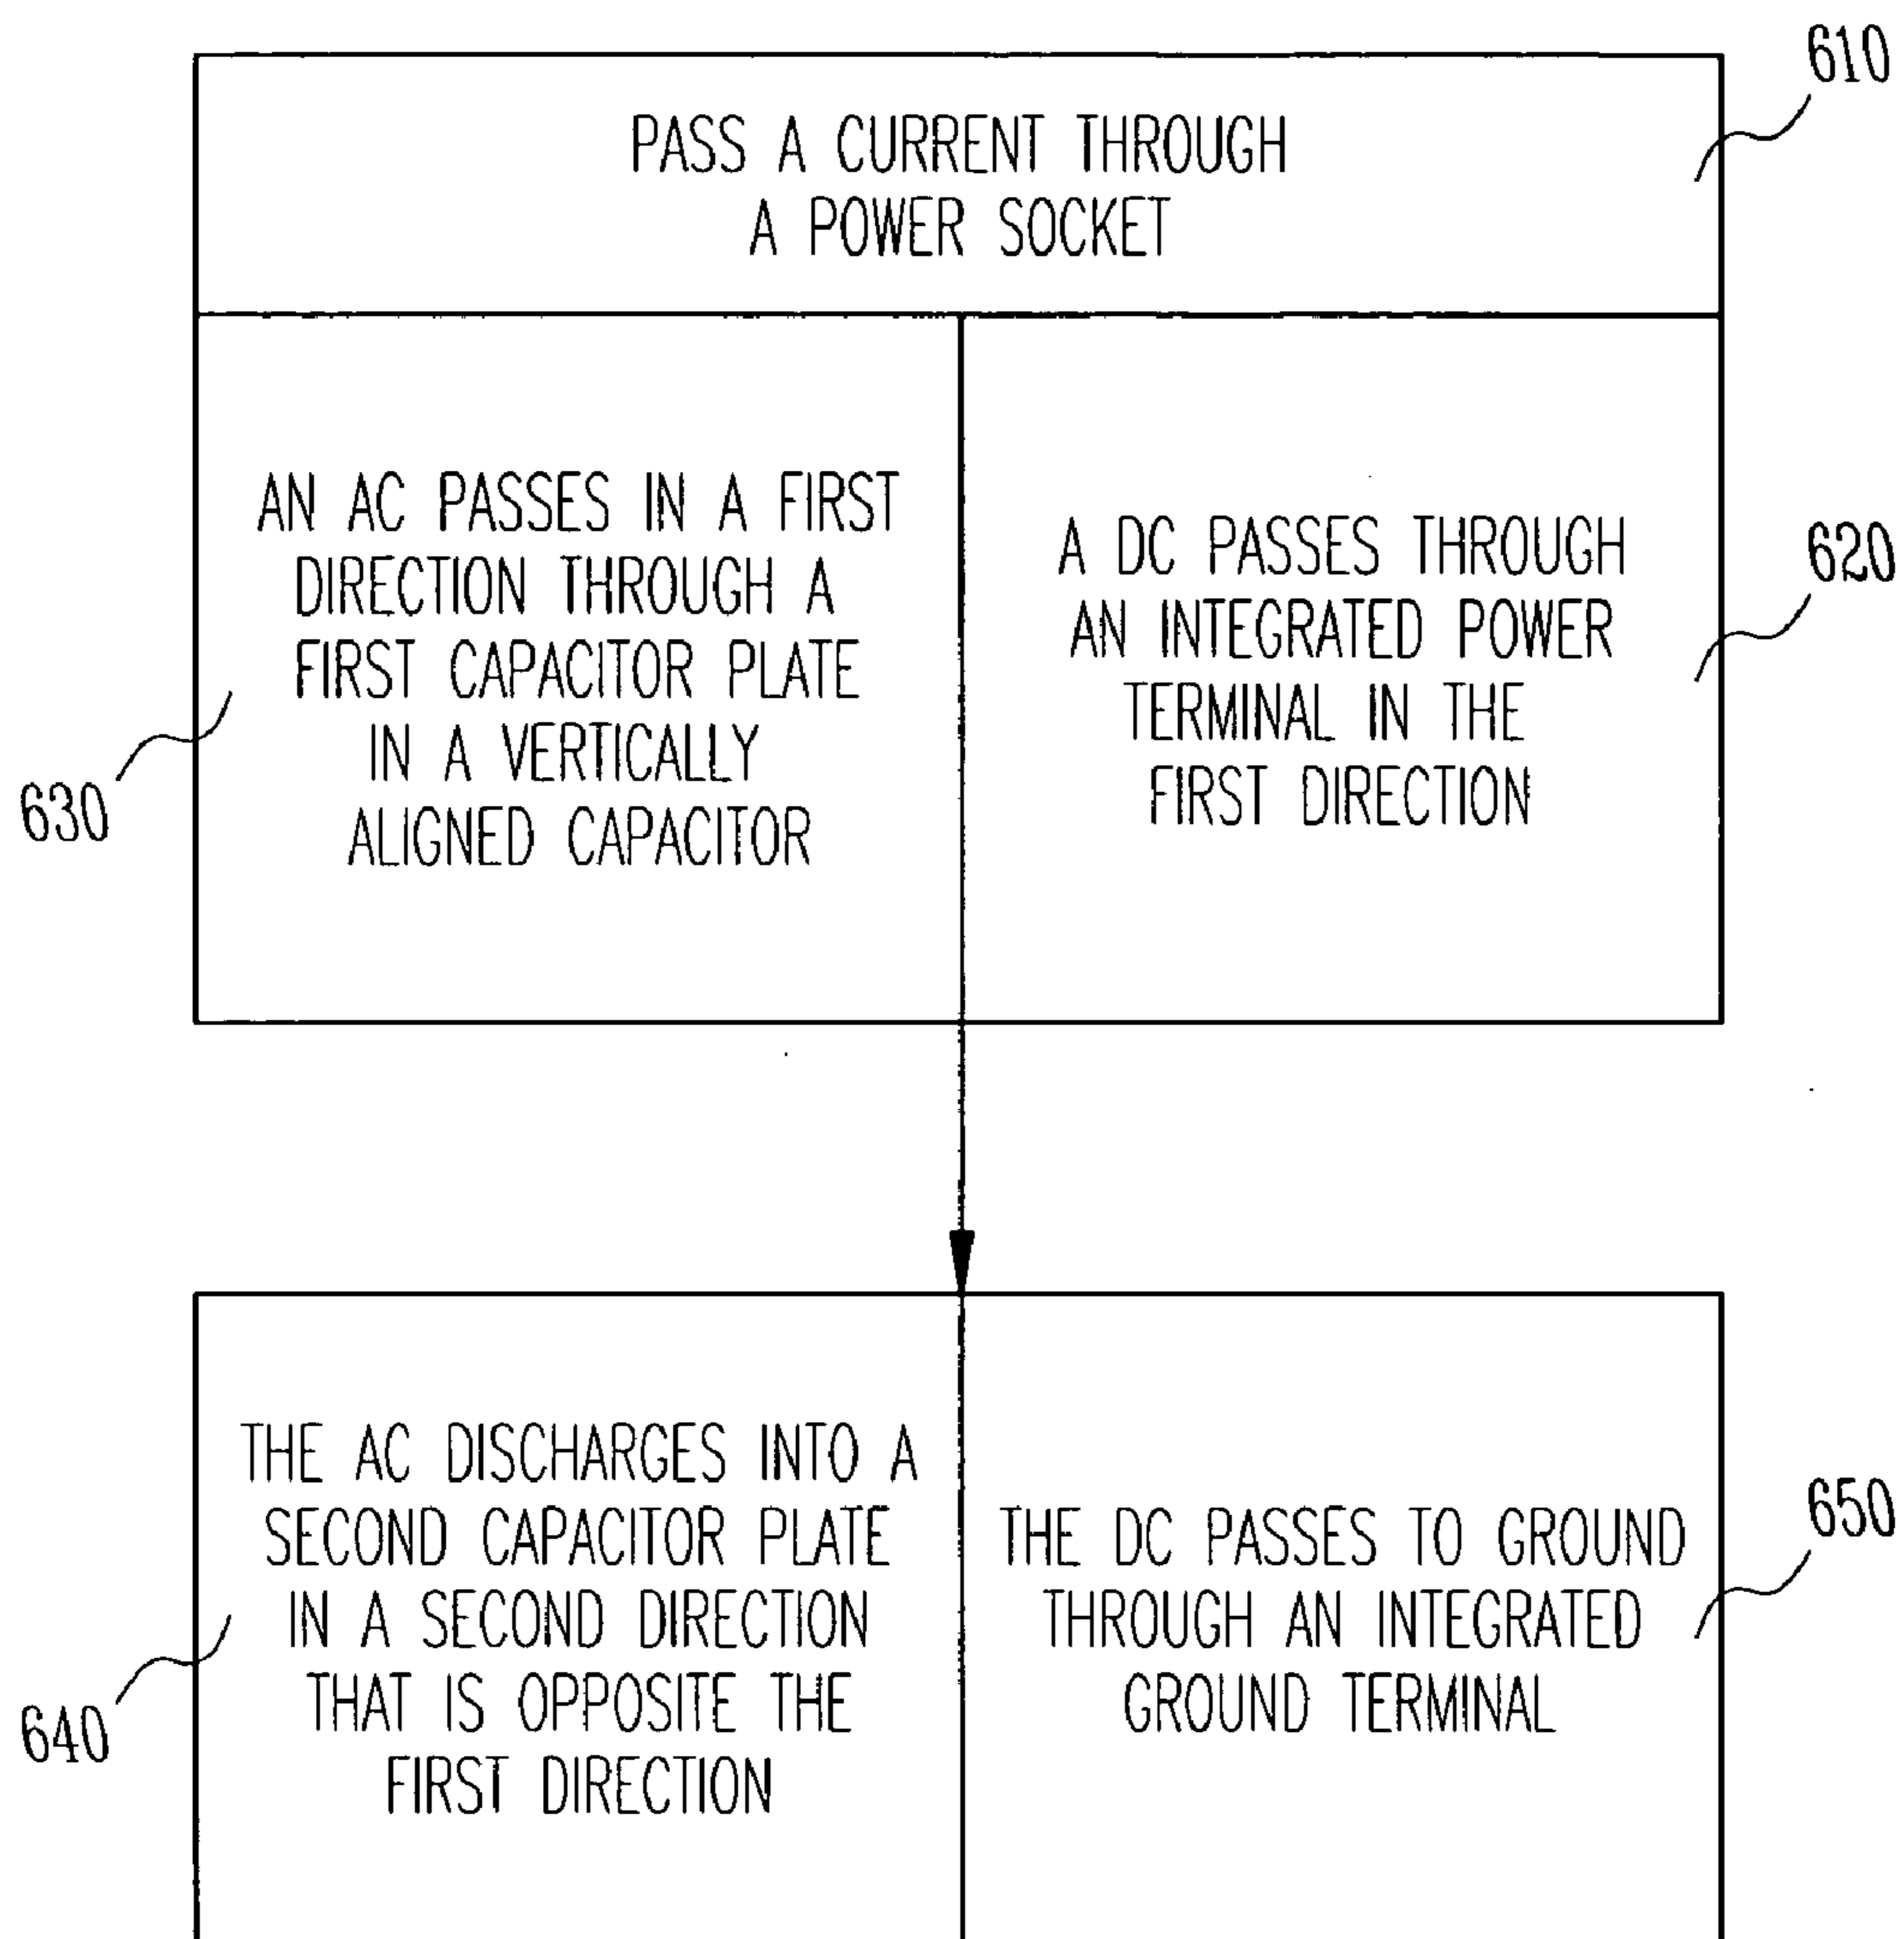 610
PASS A CURRENT THROUGH
A POWER SOCKET
AN AC PASSES IN A FIRST
DIRECTION THROUGH A
FIRST CAPACITOR PLATE
IN A VERTICALLY
ALIGNED CAPACITOR
630
A DC PASSES THROUGH
AN INTEGRATED POWER
TERMINAL IN THE
FIRST DIRECTION
620
THE AC DISCHARGES INTO A
SECOND CAPACITOR PLATE
IN A SECOND DIRECTION
THAT IS OPPOSITE THE
FIRST DIRECTION
640
THE DC PASSES TO GROUND
THROUGH AN INTEGRATED
GROUND TERMINAL
650